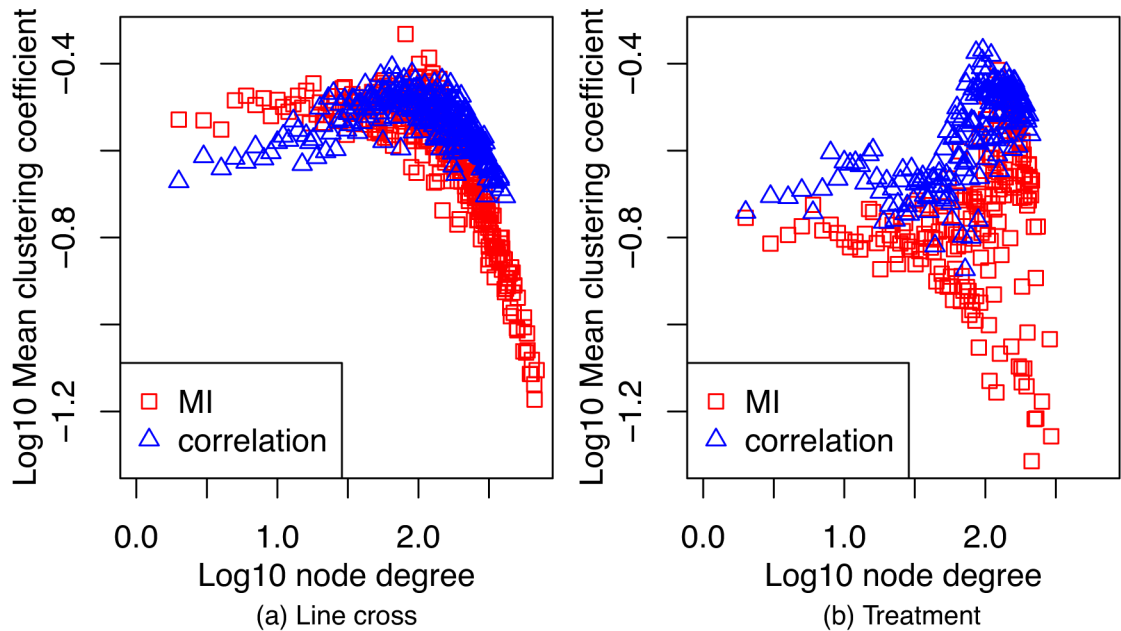 Log10 Mean clustering coefficient
−0.4
−0.8
−1.2
MI
correlation
0.0 1.0 2.0
Log10 node degree
(a) Line cross
Log10 Mean clustering coefficient
−0.4
−0.8
−1.2
MI
correlation
0.0 1.0 2.0
Log10 node degree
(b) Treatment